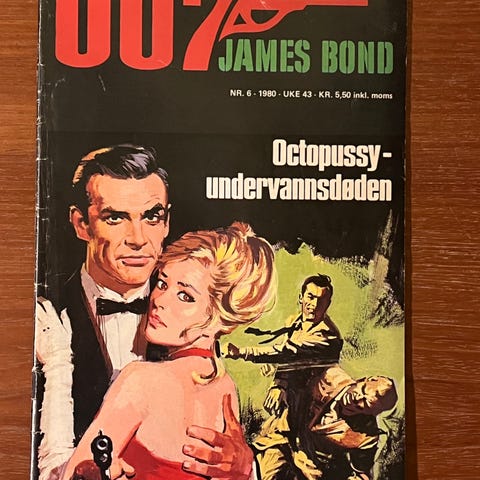 007
JAMES BOND
NR. 6 - 1980 - UKE 43 - KR. 5,50 inkl. moms
Octopussy-
undervannsdøden